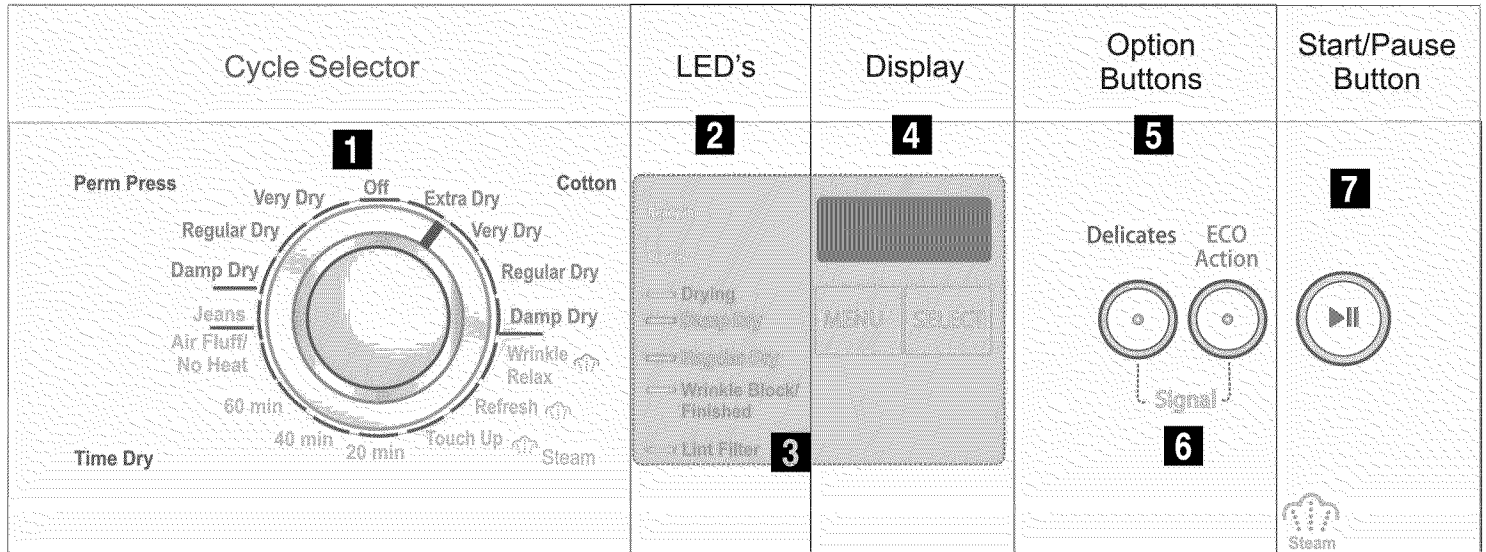 Cycle Selector
LED's
Display
Option
Buttons
Start/Pause
Button
1
2
4
5
7
Perm Press
Cotton
Off
Very Dry
Extra Dry
Regular Dry
Very Dry
Damp Dry
Regular Dry
Jeans
Damp Dry
Air Fluff/
No Heat
Wrinkle
Relax
60 min
Refresh
40 min
20 min
Touch Up
Steam
Time Dry
Drying
Damp Dry
Regular Dry
Wrinkle Block/
Finished
Lint Filter
3
MENU
SELECT
Delicates
ECO
Action
Signal
6
Steam